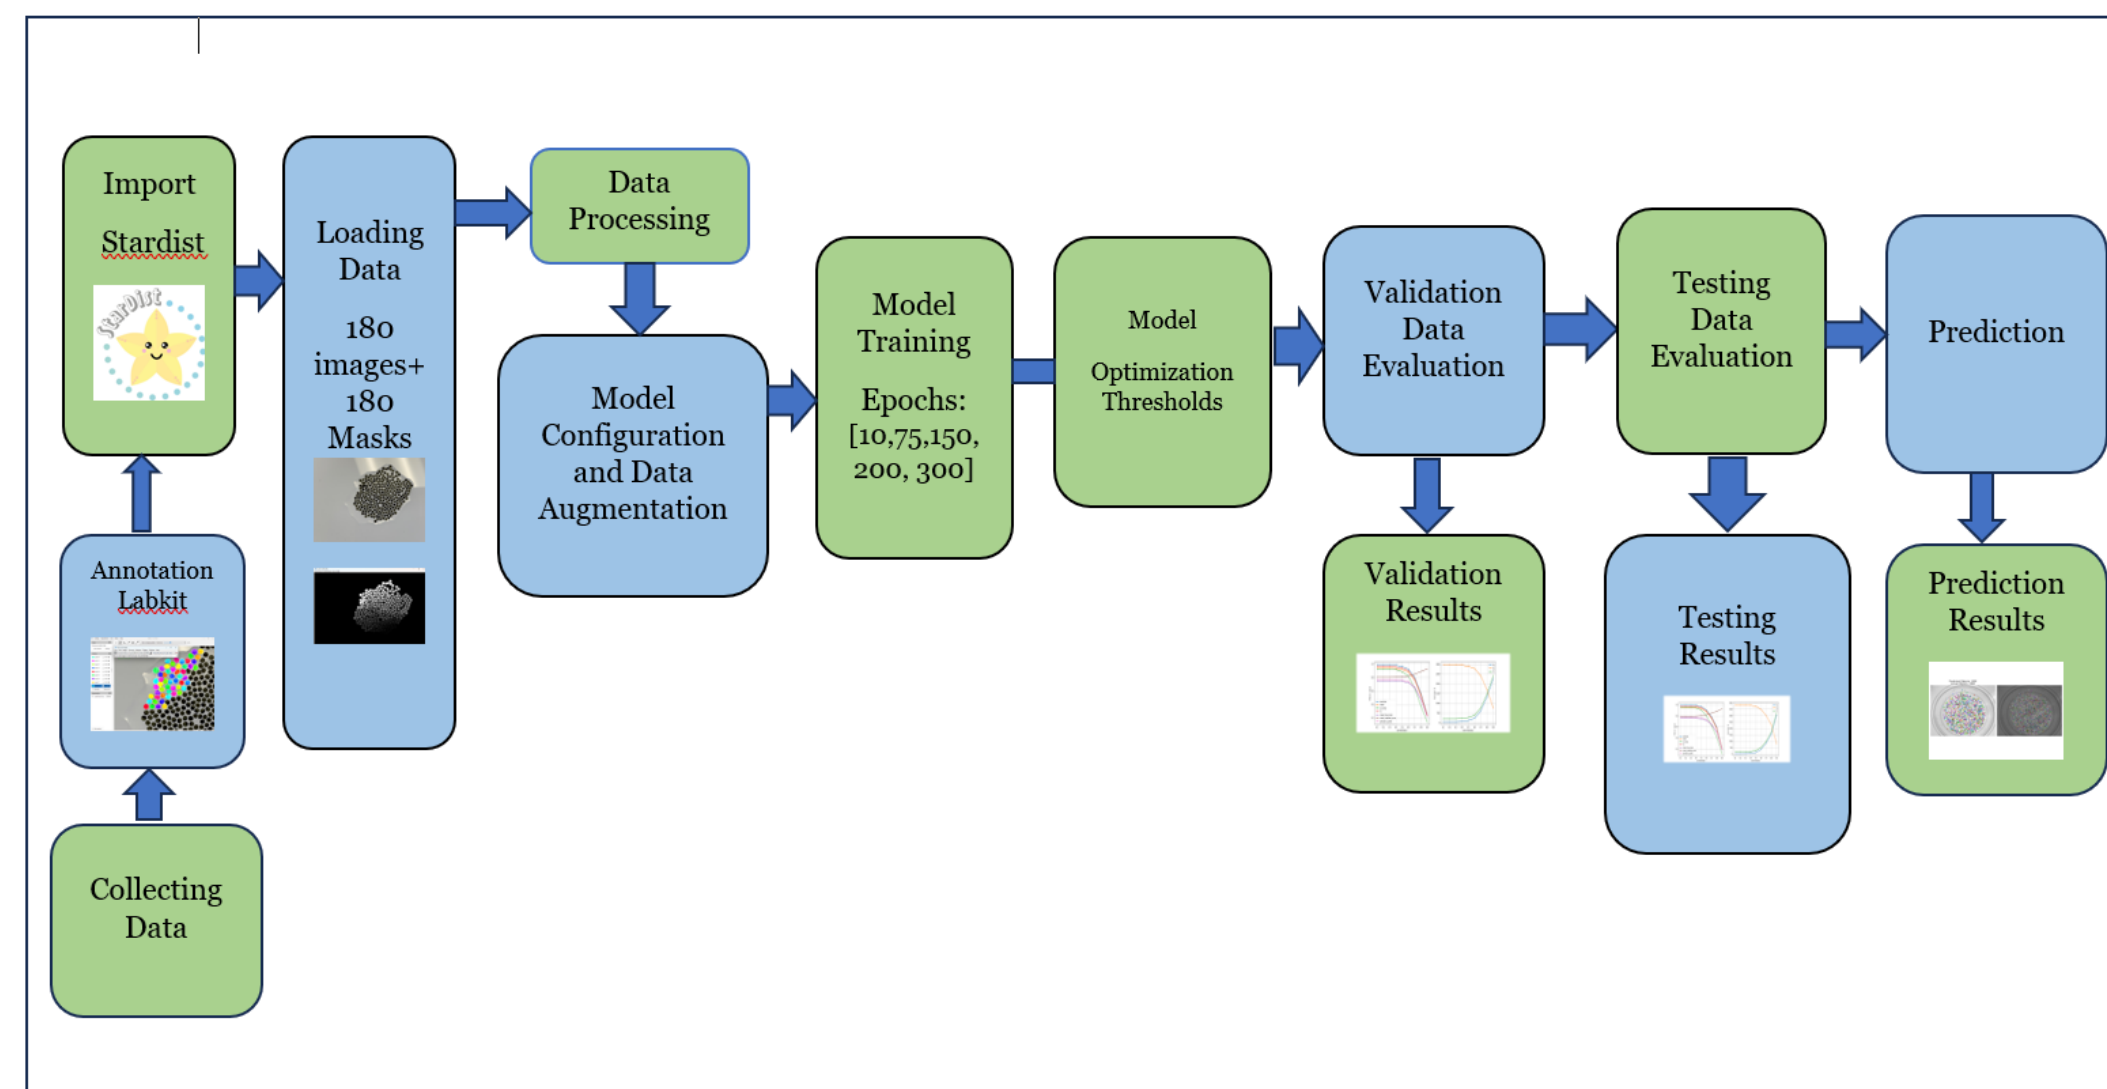 Import
Stardist
StarDist
Loading
Data
180
images+
180
Masks
Data
Processing
Model
Configuration
and Data
Augmentation
Model
Training
Epochs:
[10,75,150,
200, 300]
Model
Optimization
Thresholds
Validation
Data
Evaluation
Testing
Data
Evaluation
Prediction
Annotation
Labkit
Collecting
Data
Validation
Results
Testing
Results
Prediction
Results